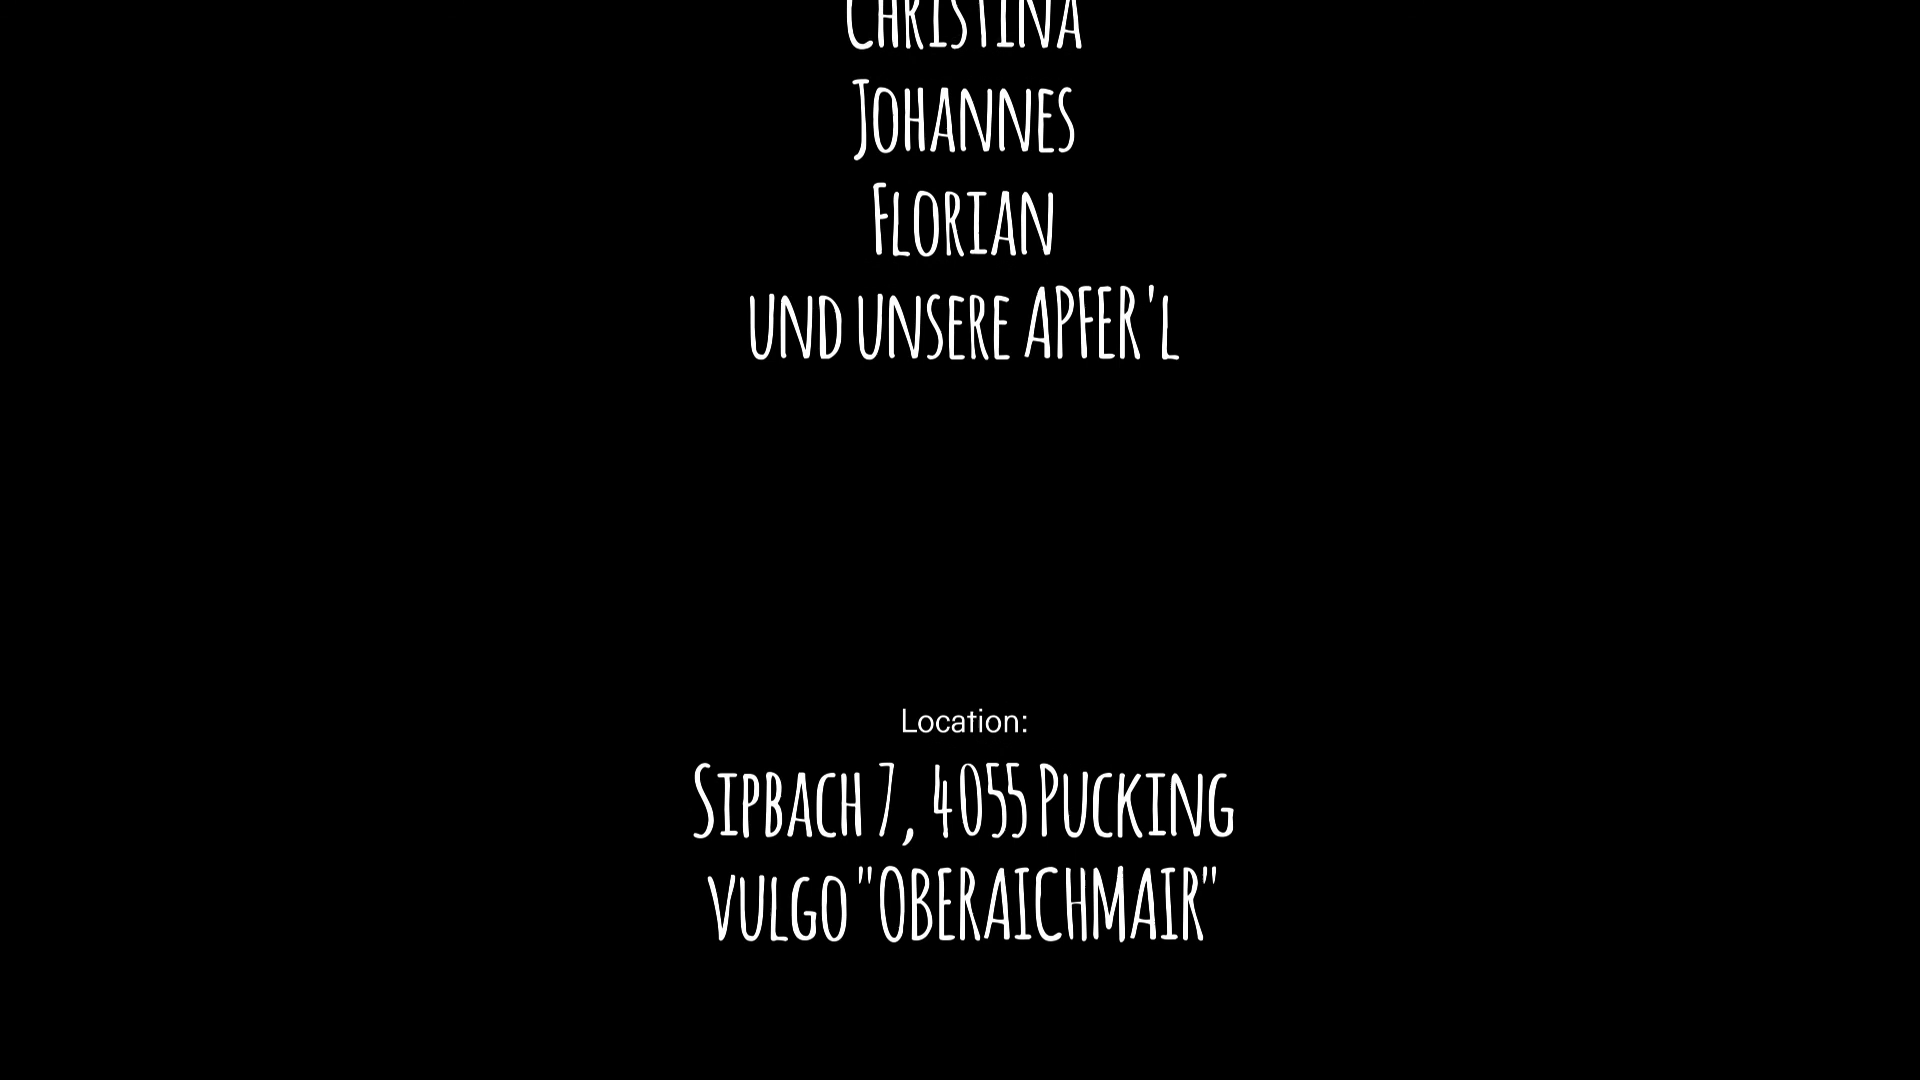 Christina
Johannes
Florian
und unsere APFER'l
Location:
Sipbach 7, 4055 Pucking
vulgo "OBERAICHMAIR"